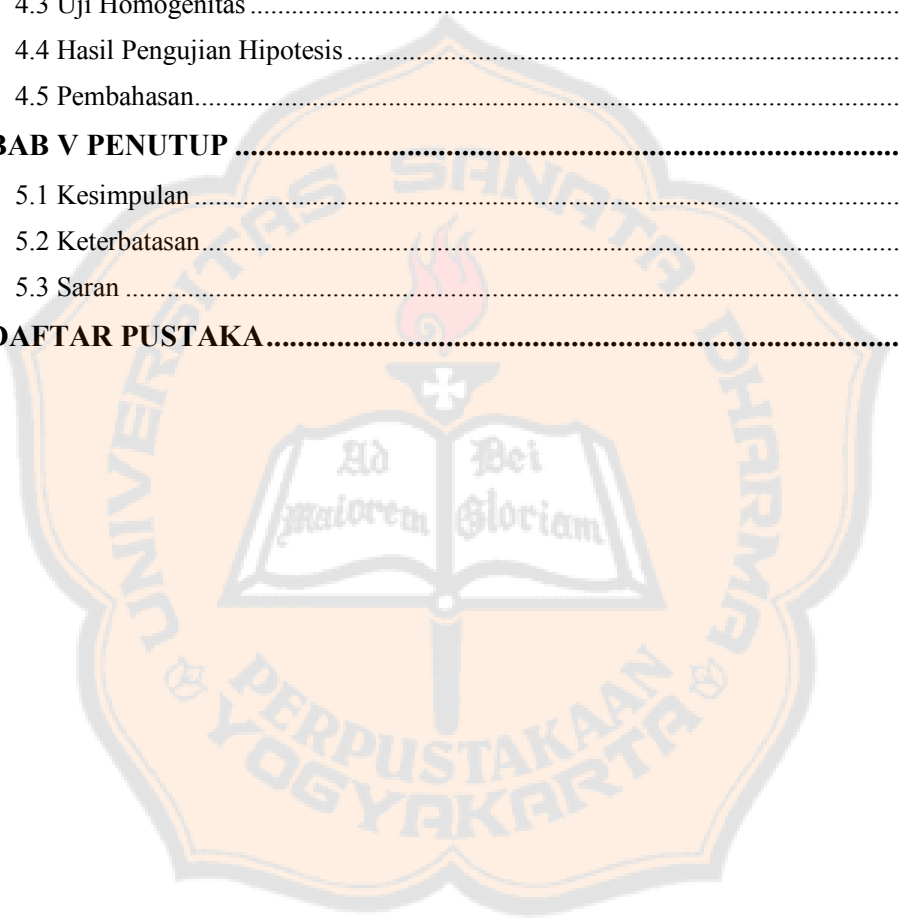 4.3 Uji Homogenitas ........................................................................................................
4.4 Hasil Pengujian Hipotesis ........................................................................................
4.5 Pembahasan................................................................................................................
BAB V PENUTUP ...................................................................................
5.1 Kesimpulan ................................................................................................................
5.2 Keterbatasan...............................................................................................................
5.3 Saran ..........................................................................................................................
DAFTAR PUSTAKA...............................................................................
UNIVERSITAS SANATA DHARMA
Ad Dei
maiorem Gloriam
PERPUSTAKAAN
YOGYAKARTA